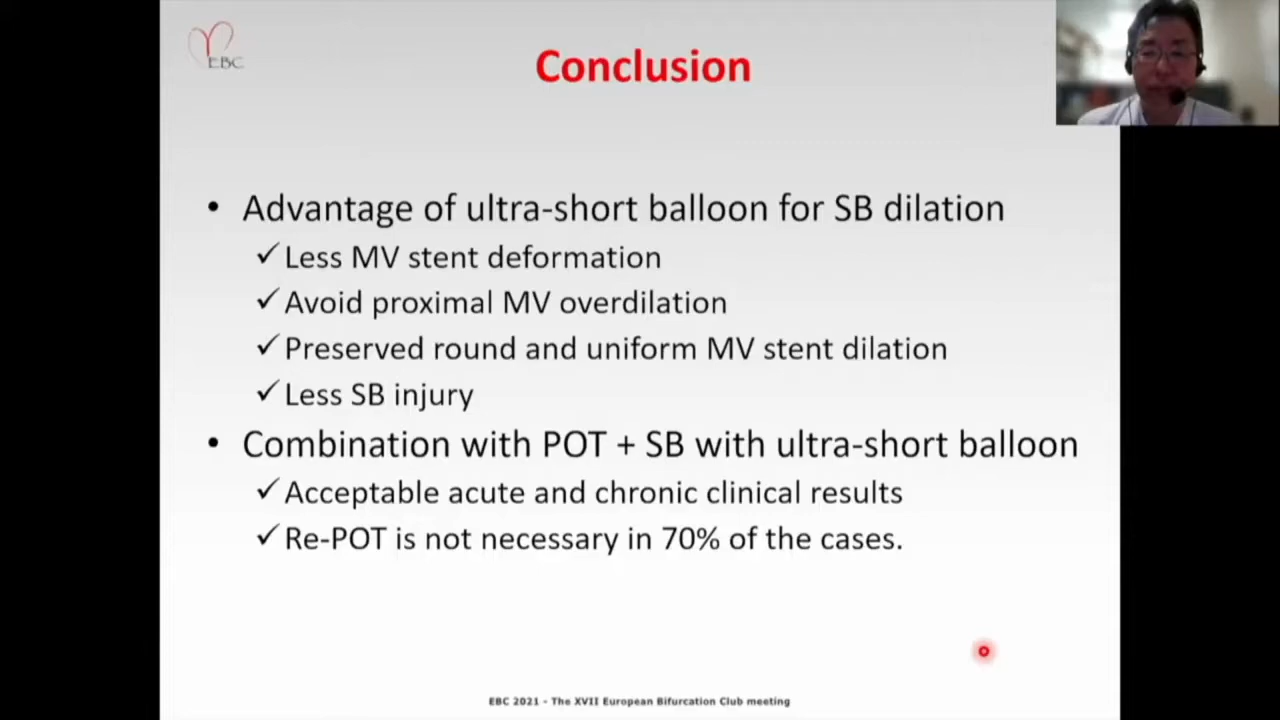 EBC
Conclusion
• Advantage of ultra-short balloon for SB dilation
✓ Less MV stent deformation
✓ Avoid proximal MV overdilation
✓ Preserved round and uniform MV stent dilation
✓ Less SB injury
• Combination with POT + SB with ultra-short balloon
✓ Acceptable acute and chronic clinical results
✓ Re-POT is not necessary in 70% of the cases.
EBC 2021 - The XVII European Bifurcation Club meeting